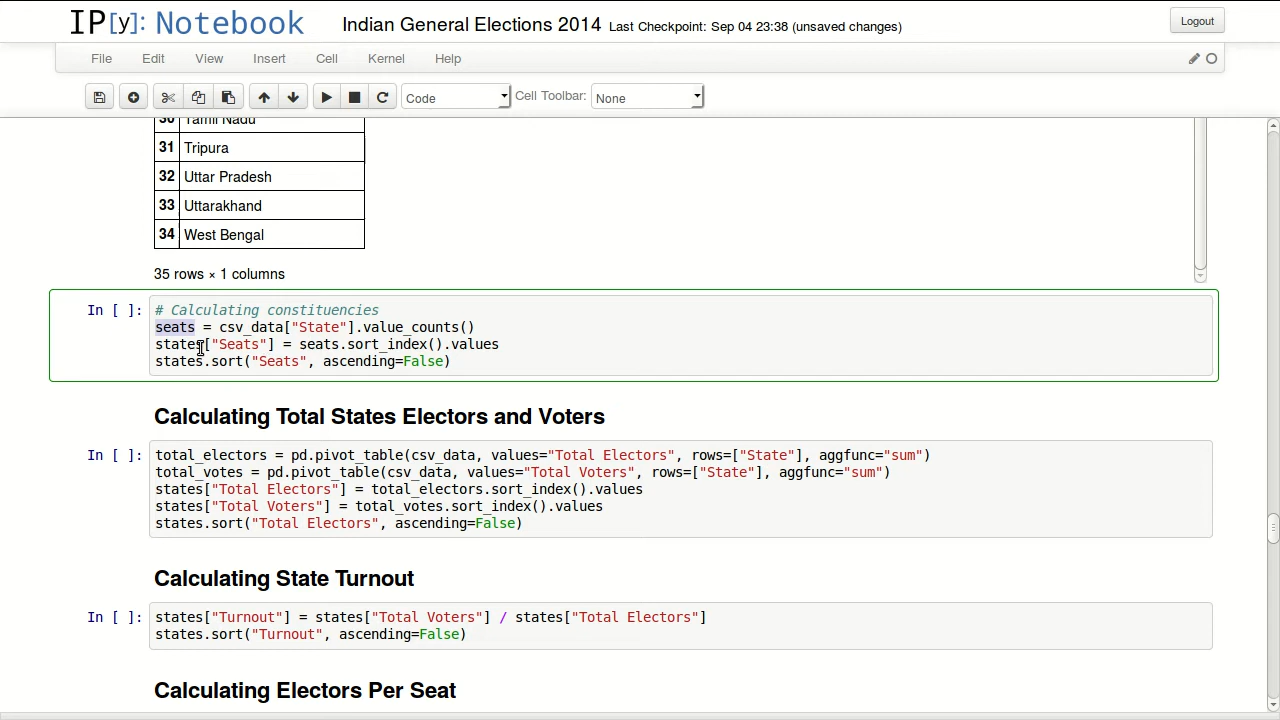 IP[y]: Notebook
Indian General Elections 2014 Last Checkpoint: Sep 04 23:38 (unsaved changes)
Logout
File Edit View Insert Cell Kernel Help
Code Cell Toolbar: None
30 Tamil Nadu
31 Tripura
32 Uttar Pradesh
33 Uttarakhand
34 West Bengal
35 rows × 1 columns
In [ ]: # Calculating constituencies
seats = csv_data["State"].value_counts()
states["Seats"] = seats.sort_index().values
states.sort("Seats", ascending=False)
Calculating Total States Electors and Voters
In [ ]: total_electors = pd.pivot_table(csv_data, values="Total Electors", rows=["State"], aggfunc="sum")
total_votes = pd.pivot_table(csv_data, values="Total Voters", rows=["State"], aggfunc="sum")
states["Total Electors"] = total_electors.sort_index().values
states["Total Voters"] = total_votes.sort_index().values
states.sort("Total Electors", ascending=False)
Calculating State Turnout
In [ ]: states["Turnout"] = states["Total Voters"] / states["Total Electors"]
states.sort("Turnout", ascending=False)
Calculating Electors Per Seat